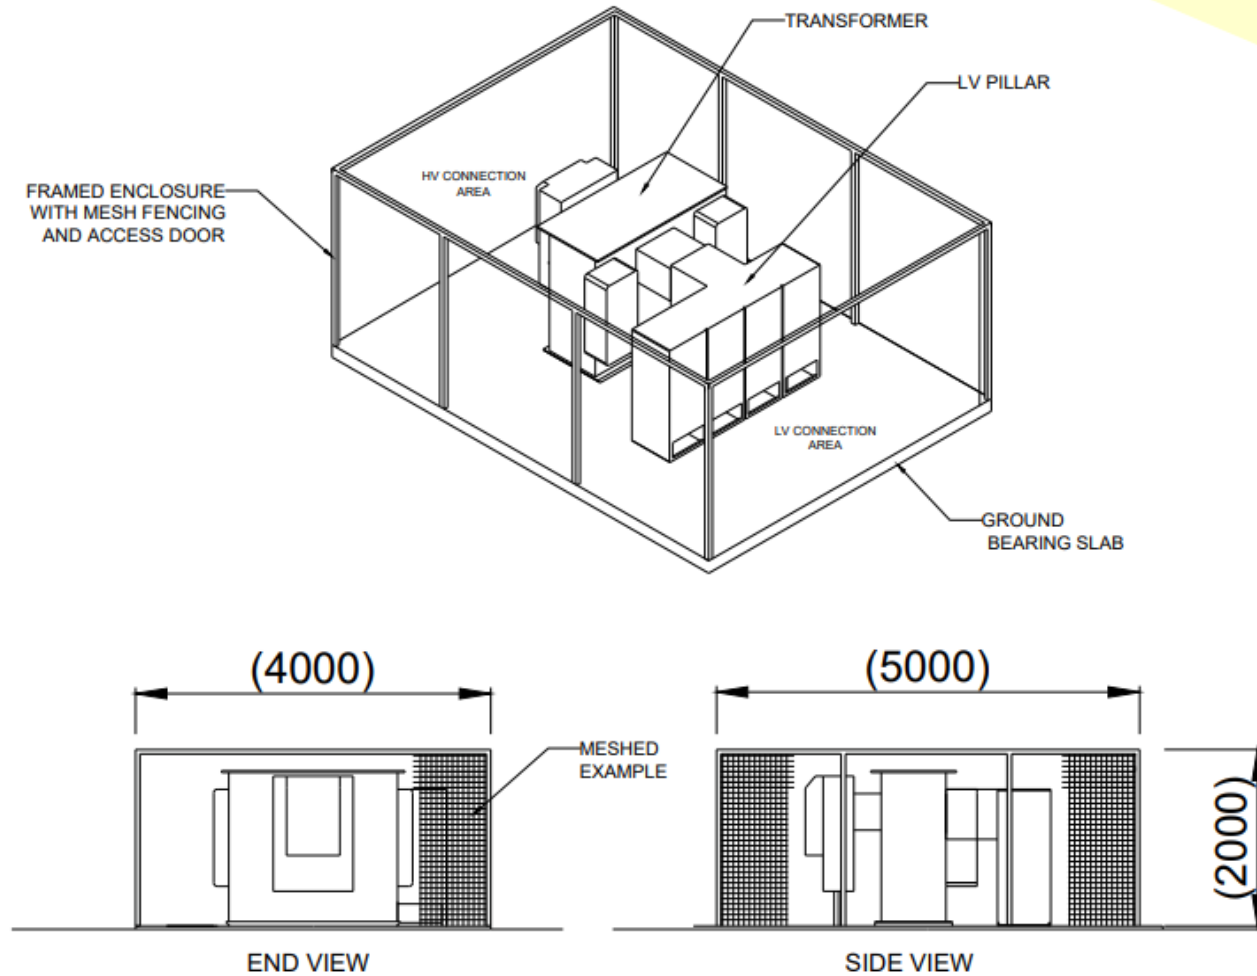 TRANSFORMER
LV PILLAR
HV CONNECTION
AREA
FRAMED ENCLOSURE
WITH MESH FENCING
AND ACCESS DOOR
LV CONNECTION
AREA
GROUND
BEARING SLAB
(4000)
(5000)
MESHED
EXAMPLE
(2000)
END VIEW
SIDE VIEW